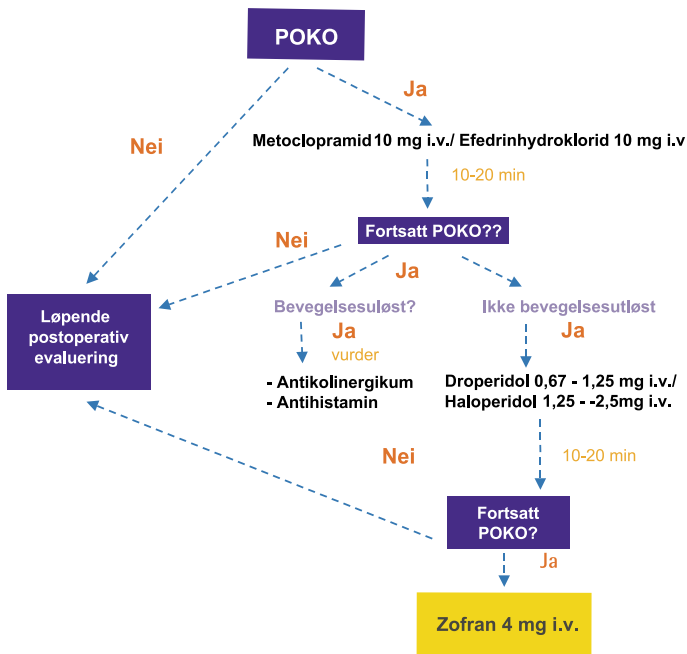 POKO
Ja
Nei
Metoclopramid 10 mg i.v./ Efedrinhydroklorid 10 mg i.v
10-20 min
Fortsatt POKO??
Nei
Ja
Løpende
postoperativ
evaluering
Bevegelsesuløst?
Ja
vurder
- Antikolinergikum
- Antihistamin
Ikke bevegelsesutløst
Ja
Droperidol 0,67 - 1,25 mg i.v./
Haloperidol 1,25 - -2,5mg i.v.
Nei
10-20 min
Fortsatt
POKO?
Ja
Zofran 4 mg i.v.